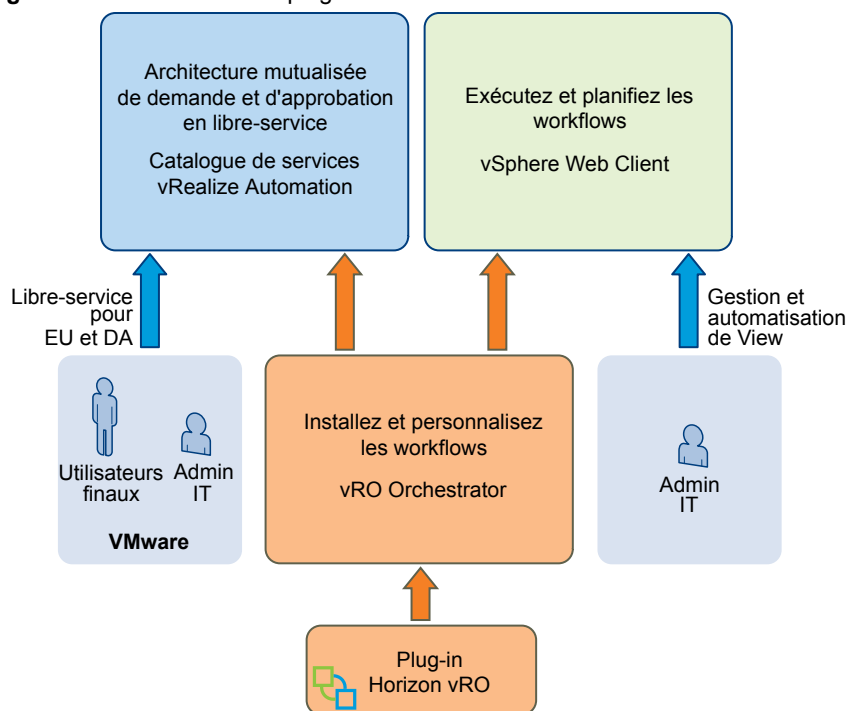 Architecture mutualisée
de demande et d'approbation
en libre-service
Catalogue de services
vRealize Automation
Exécutez et planifiez les
workflows
vSphere Web Client
Libre-service
pour
EU et DA
Gestion et
automatisation
de View
Installez et personnalisez
les workflows
vRO Orchestrator
Utilisateurs
finaux
Admin
IT
VMware
Admin
IT
Plug-in
Horizon vRO